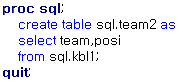 proc sql;
create table sql.team2 as
select team,posi
from sql.kbl1;
quit;